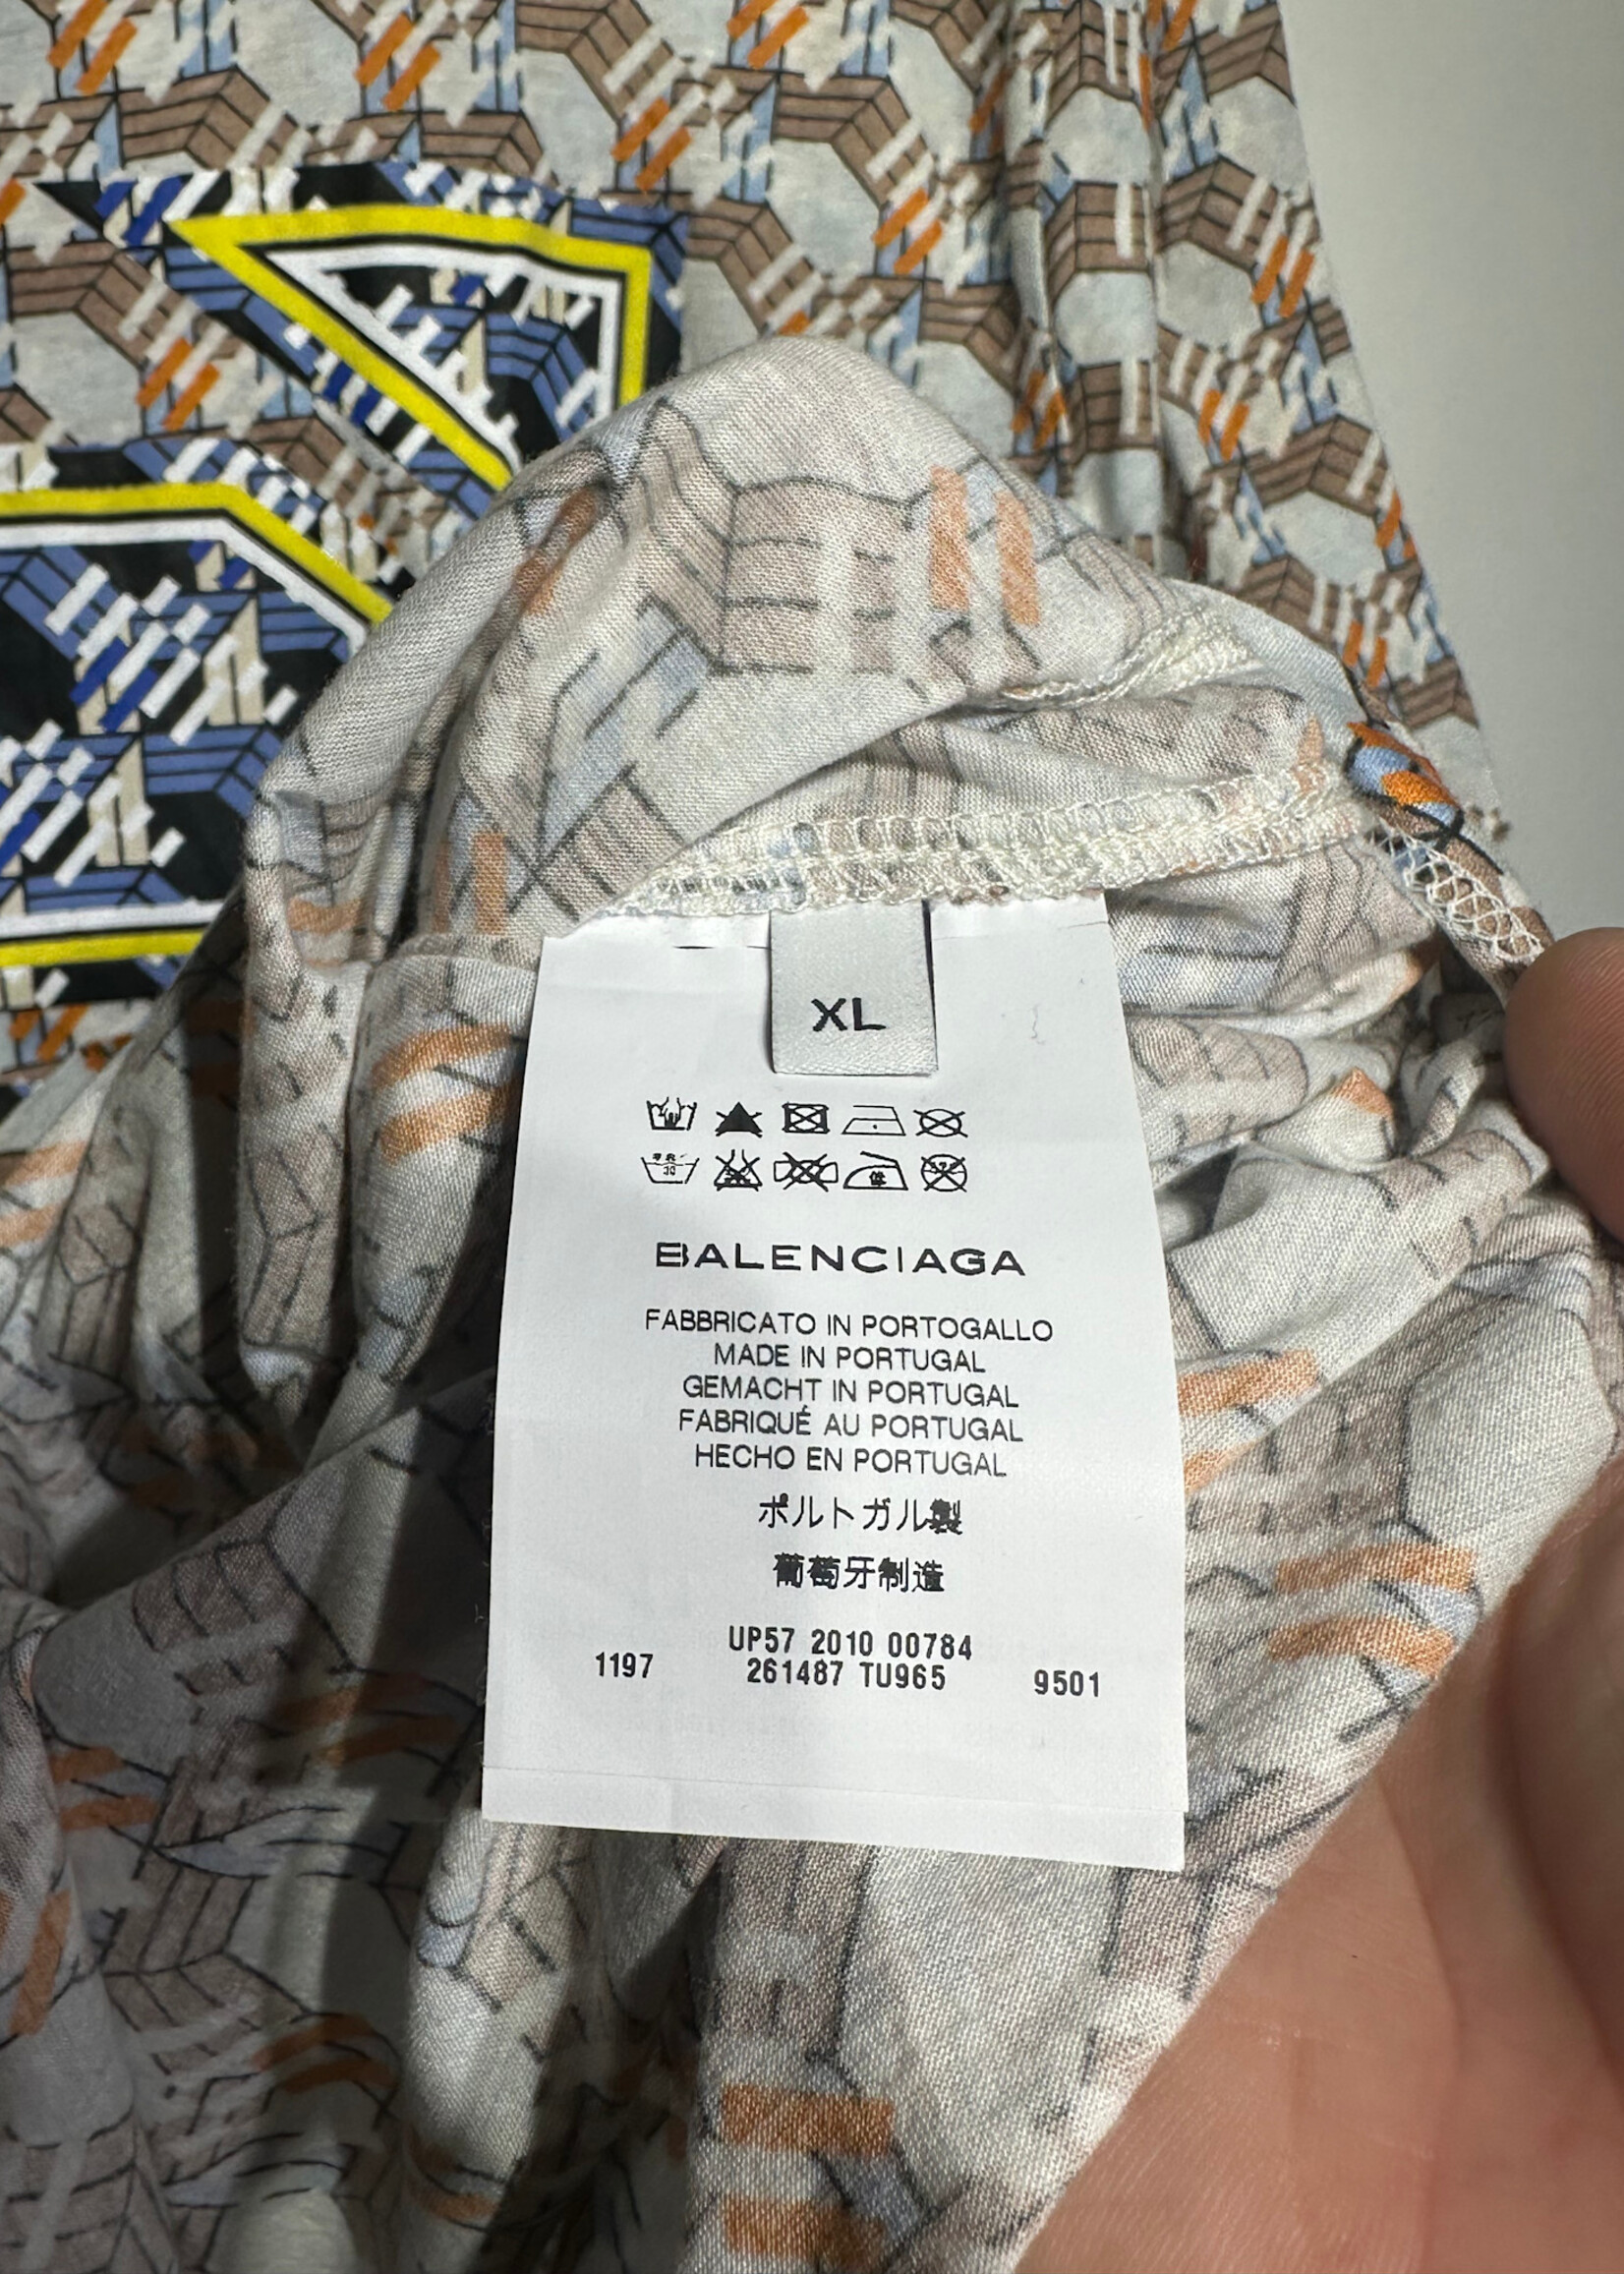 XL
30
BALENCIAGA
FABBRICATO IN PORTOGALLO
MADE IN PORTUGAL
GEMACHT IN PORTUGAL
FABRIQUÉ AU PORTUGAL
HECHO EN PORTUGAL
ポルトガル製
葡萄牙制造
UP57 2010 00784
1197 261487 TU965 9501